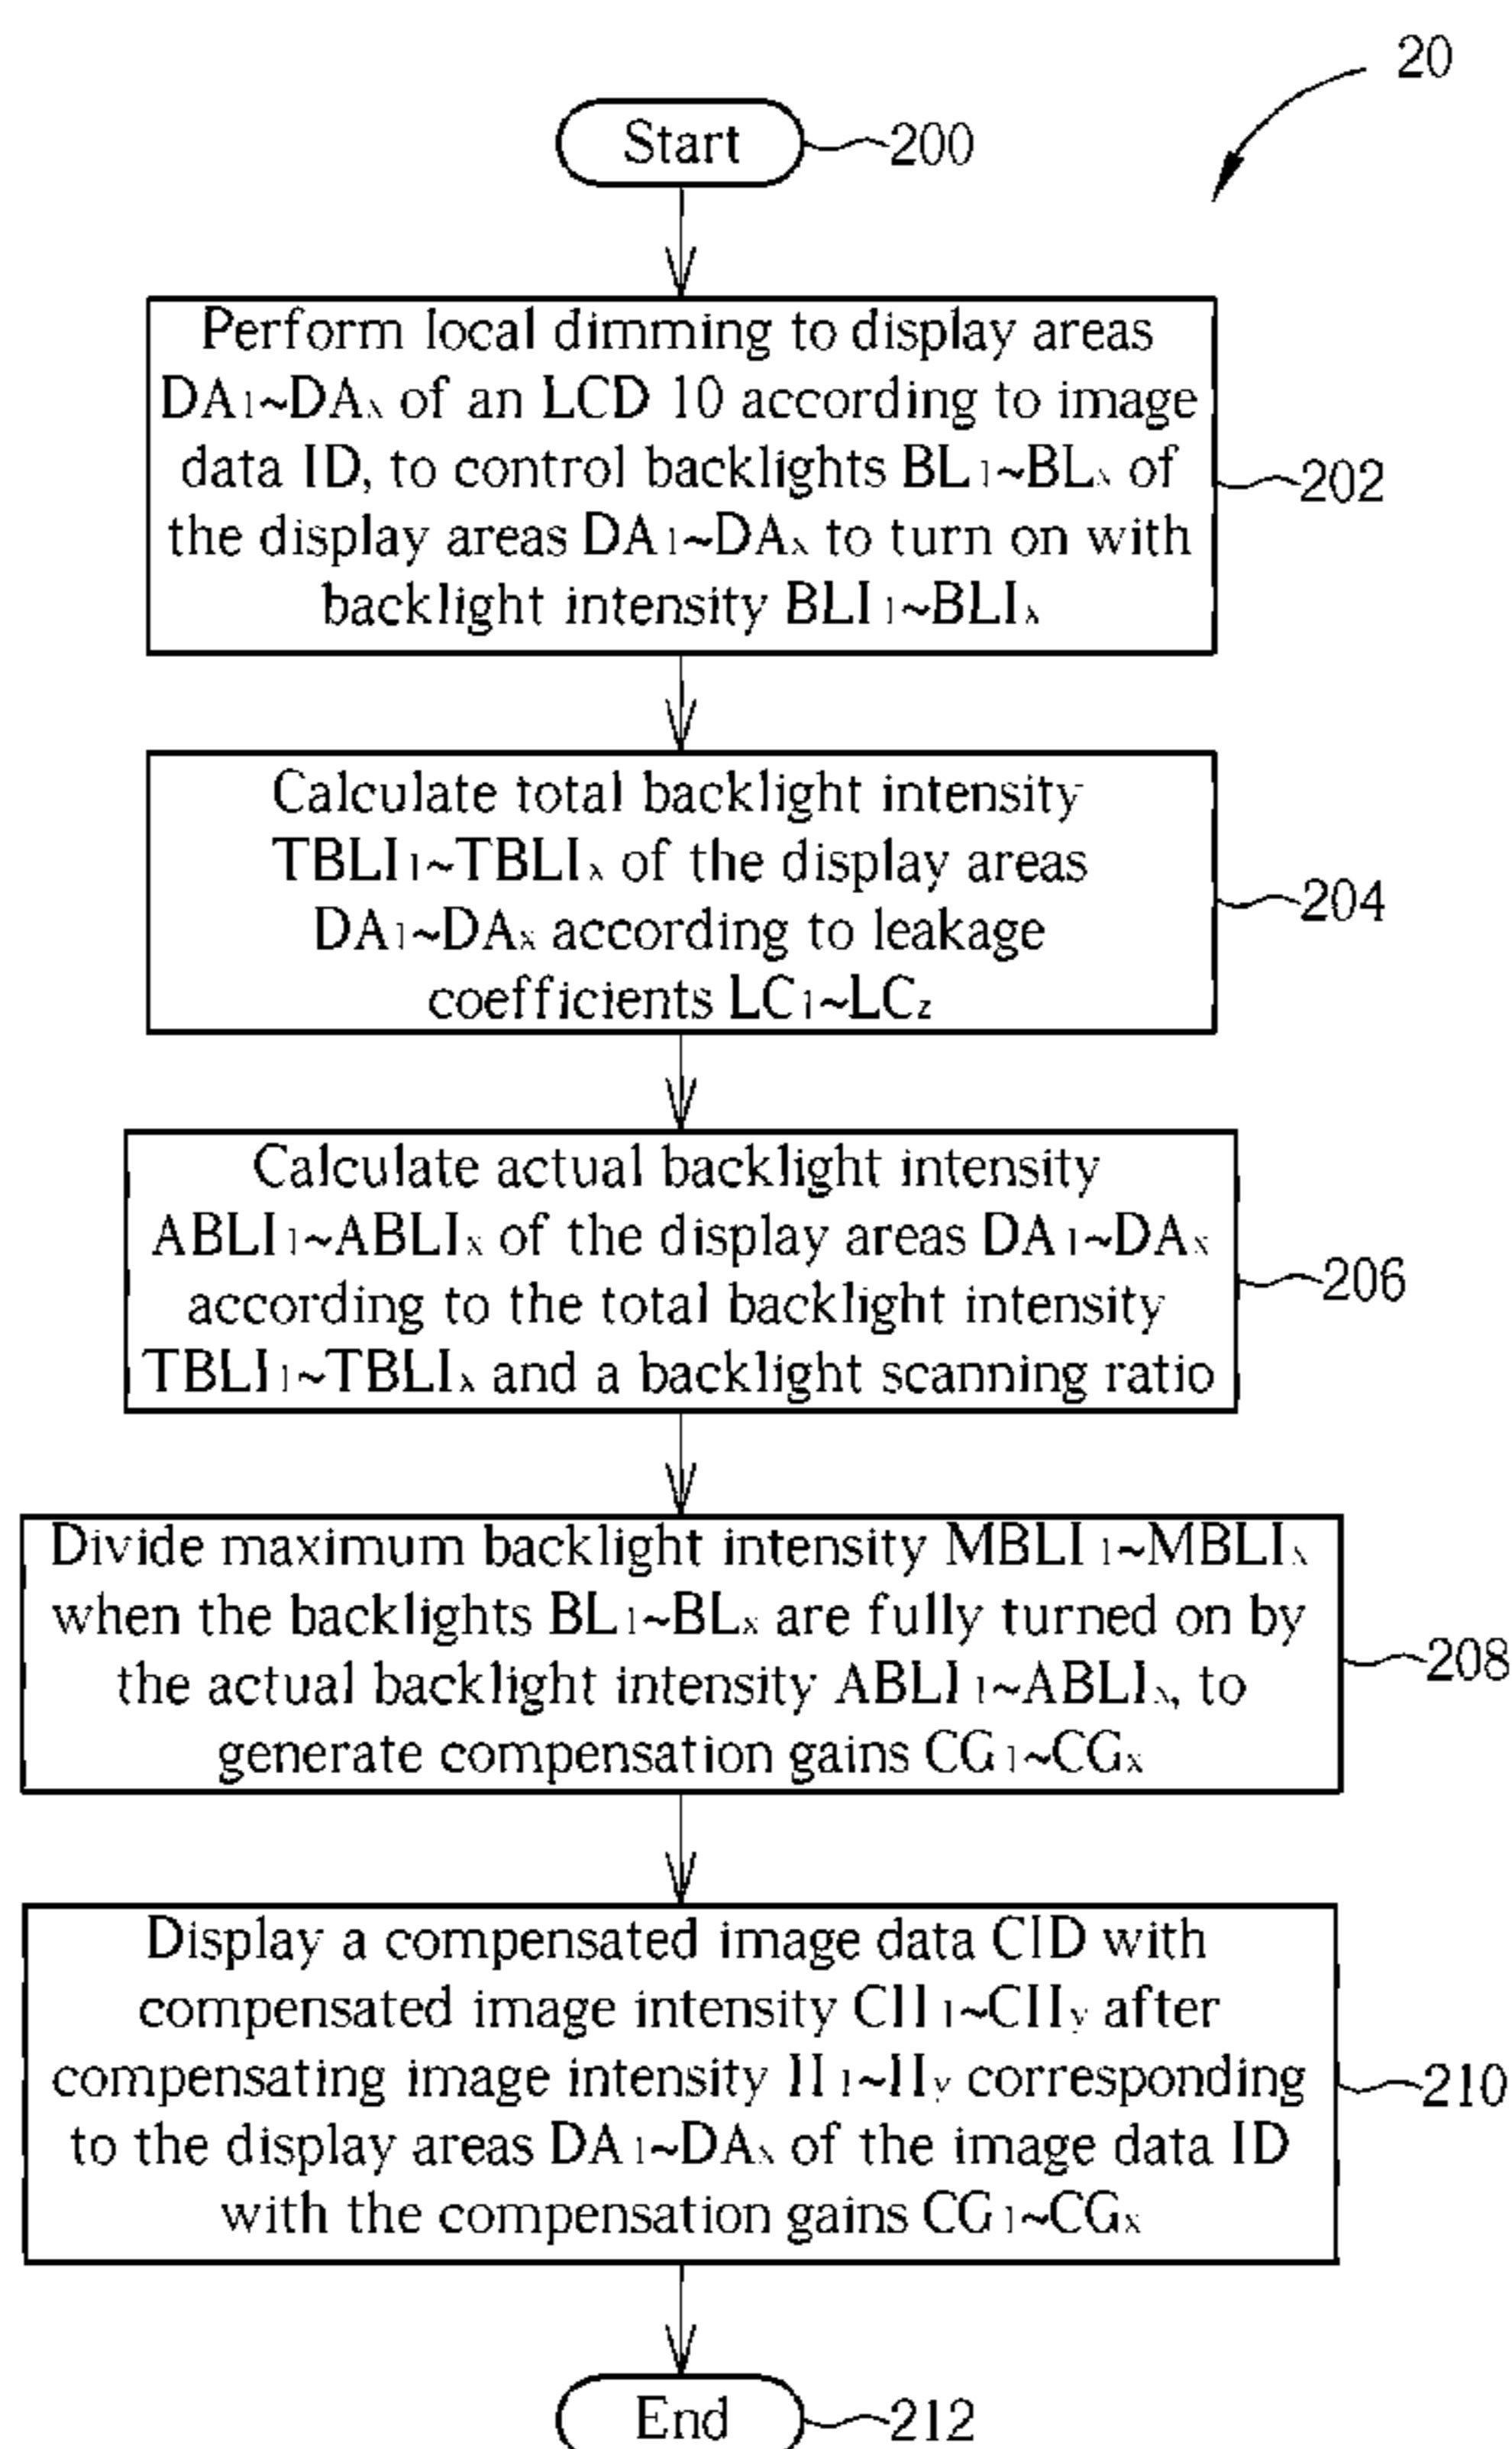 20
Start
200
Perform local dimming to display areas
DA₁~DAₓ of an LCD 10 according to image
data ID, to control backlights BL₁~BLₓ of
the display areas DA₁~DAₓ to turn on with
backlight intensity BLI₁~BLIₓ
202
Calculate total backlight intensity
TBLI₁~TBLIₓ of the display areas
DA₁~DAₓ according to leakage
coefficients LC₁~LC_z
204
Calculate actual backlight intensity
ABLI₁~ABLIₓ of the display areas DA₁~DAₓ
according to the total backlight intensity
TBLI₁~TBLIₓ and a backlight scanning ratio
206
Divide maximum backlight intensity MBLI₁~MBLIₓ
when the backlights BL₁~BLₓ are fully turned on by
the actual backlight intensity ABLI₁~ABLIₓ, to
generate compensation gains CG₁~CGₓ
208
Display a compensated image data CID with
compensated image intensity CII₁~CII_y after
compensating image intensity II₁~II_y corresponding
to the display areas DA₁~DAₓ of the image data ID
with the compensation gains CG₁~CGₓ
210
End
212